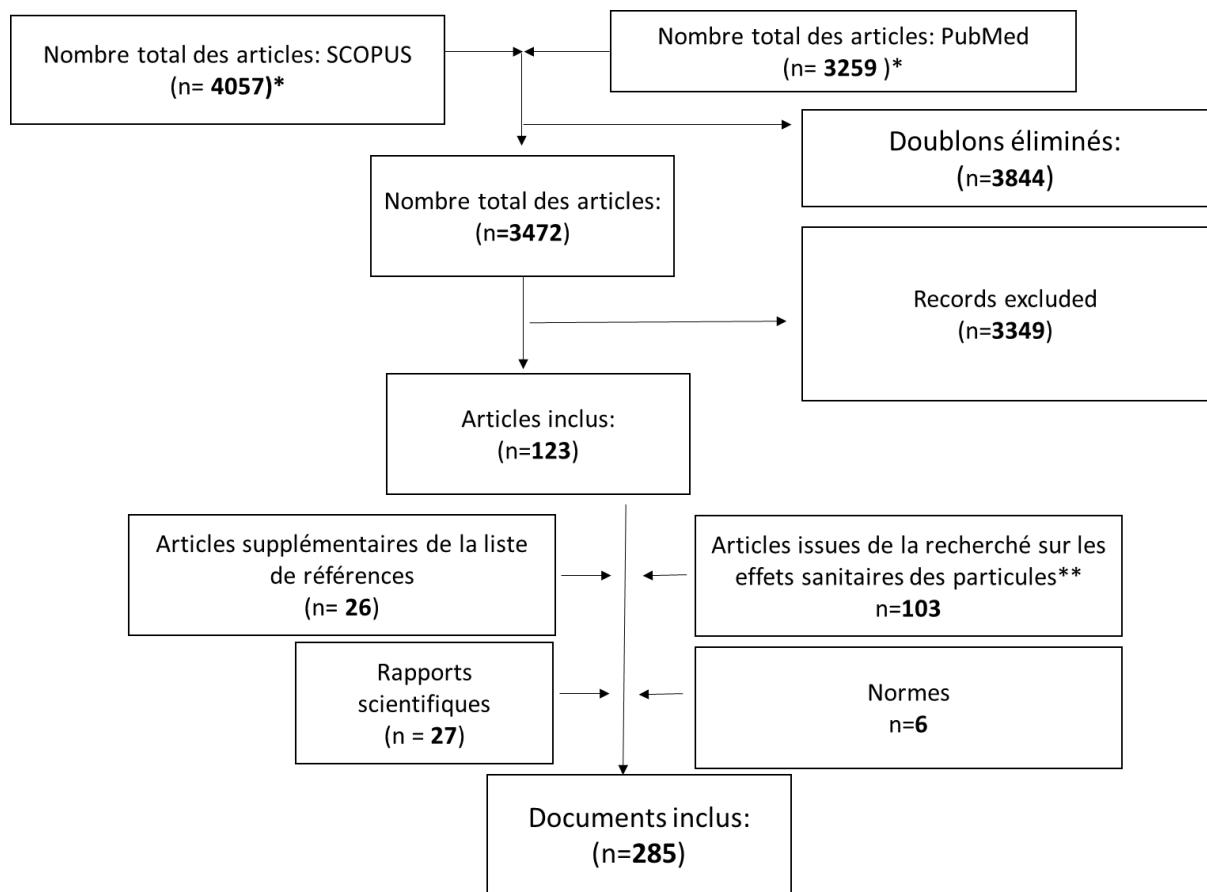 Nombre total des articles: SCOPUS
(n= 4057)*
Nombre total des articles: PubMed
(n= 3259 )*
Doublons éliminés:
(n=3844)
Nombre total des articles:
(n=3472)
Records excluded
(n=3349)
Articles inclus:
(n=123)
Articles supplémentaires de la liste
de références
(n= 26)
Articles issues de la recherché sur les
effets sanitaires des particules**
n=103
Rapports
scientifiques
(n = 27)
Normes
n=6
Documents inclus:
(n=285)